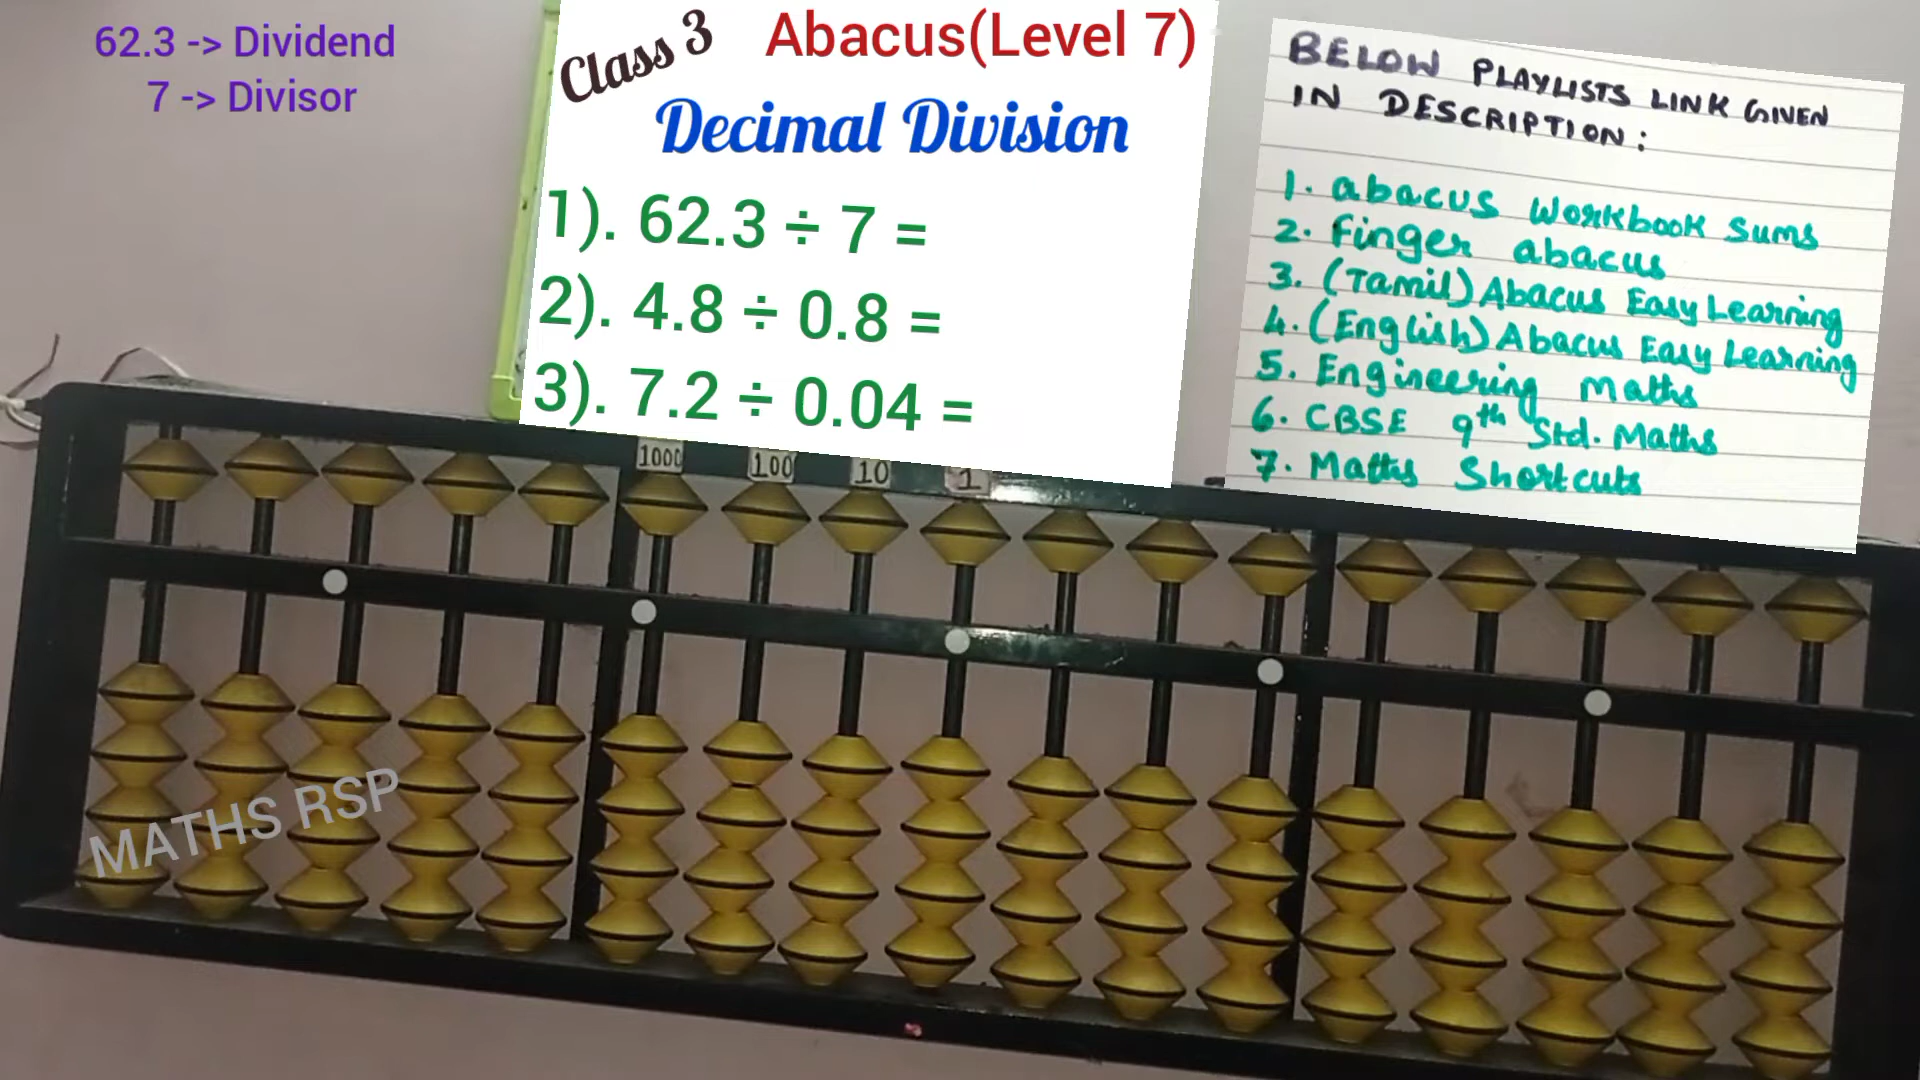 62.3 -> Dividend
7 -> Divisor
Class 3
Abacus(Level 7)
Decimal Division
1). 62.3 ÷ 7 =
2). 4.8 ÷ 0.8 =
3). 7.2 ÷ 0.04 =
BELOW PLAYLISTS LINK GIVEN
IN DESCRIPTION:
1. abacus Workbook Sums
2. Finger abacus
3. (Tamil) Abacus Easy Learning
4. (English) Abacus Easy Learning
5. Engineering Maths
6. CBSE 9th Std. Maths
7. Maths Shortcuts
1000 100 10 1
MATHS RSP